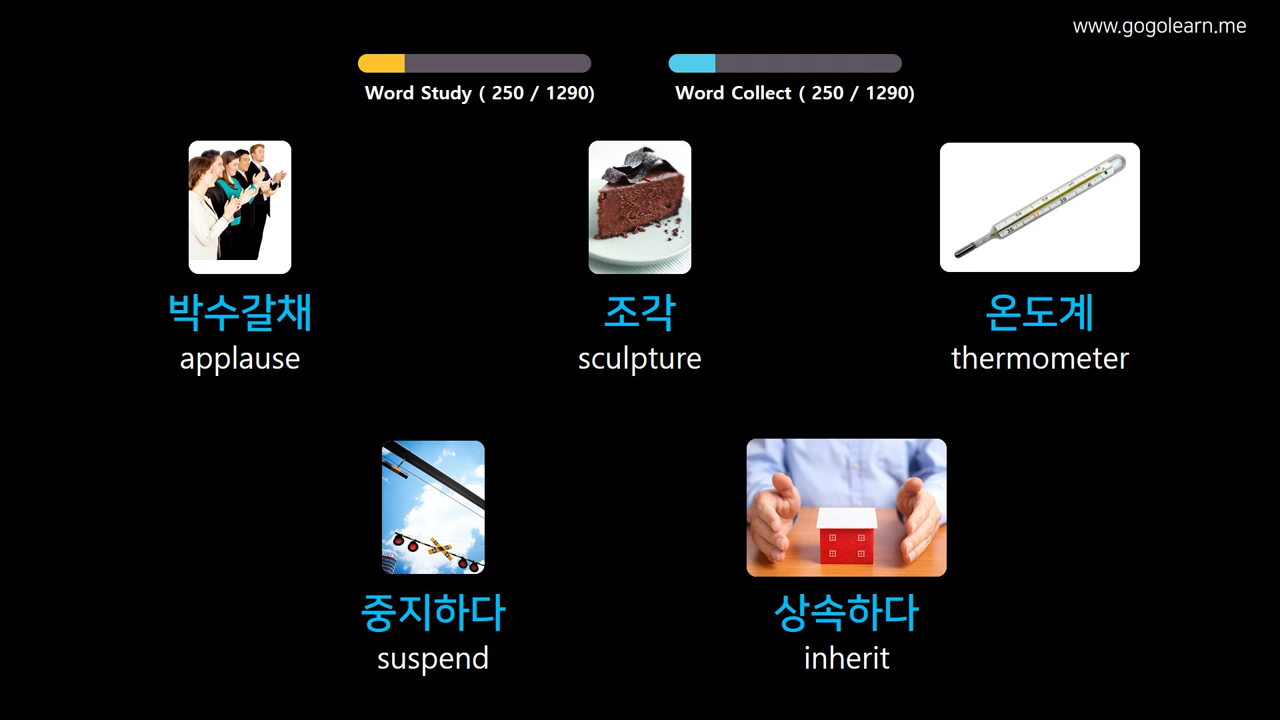 www.gogolearn.me
Word Study ( 250 / 1290)
Word Collect ( 250 / 1290)
박수갈채
applause
조각
sculpture
온도계
thermometer
중지하다
suspend
상속하다
inherit